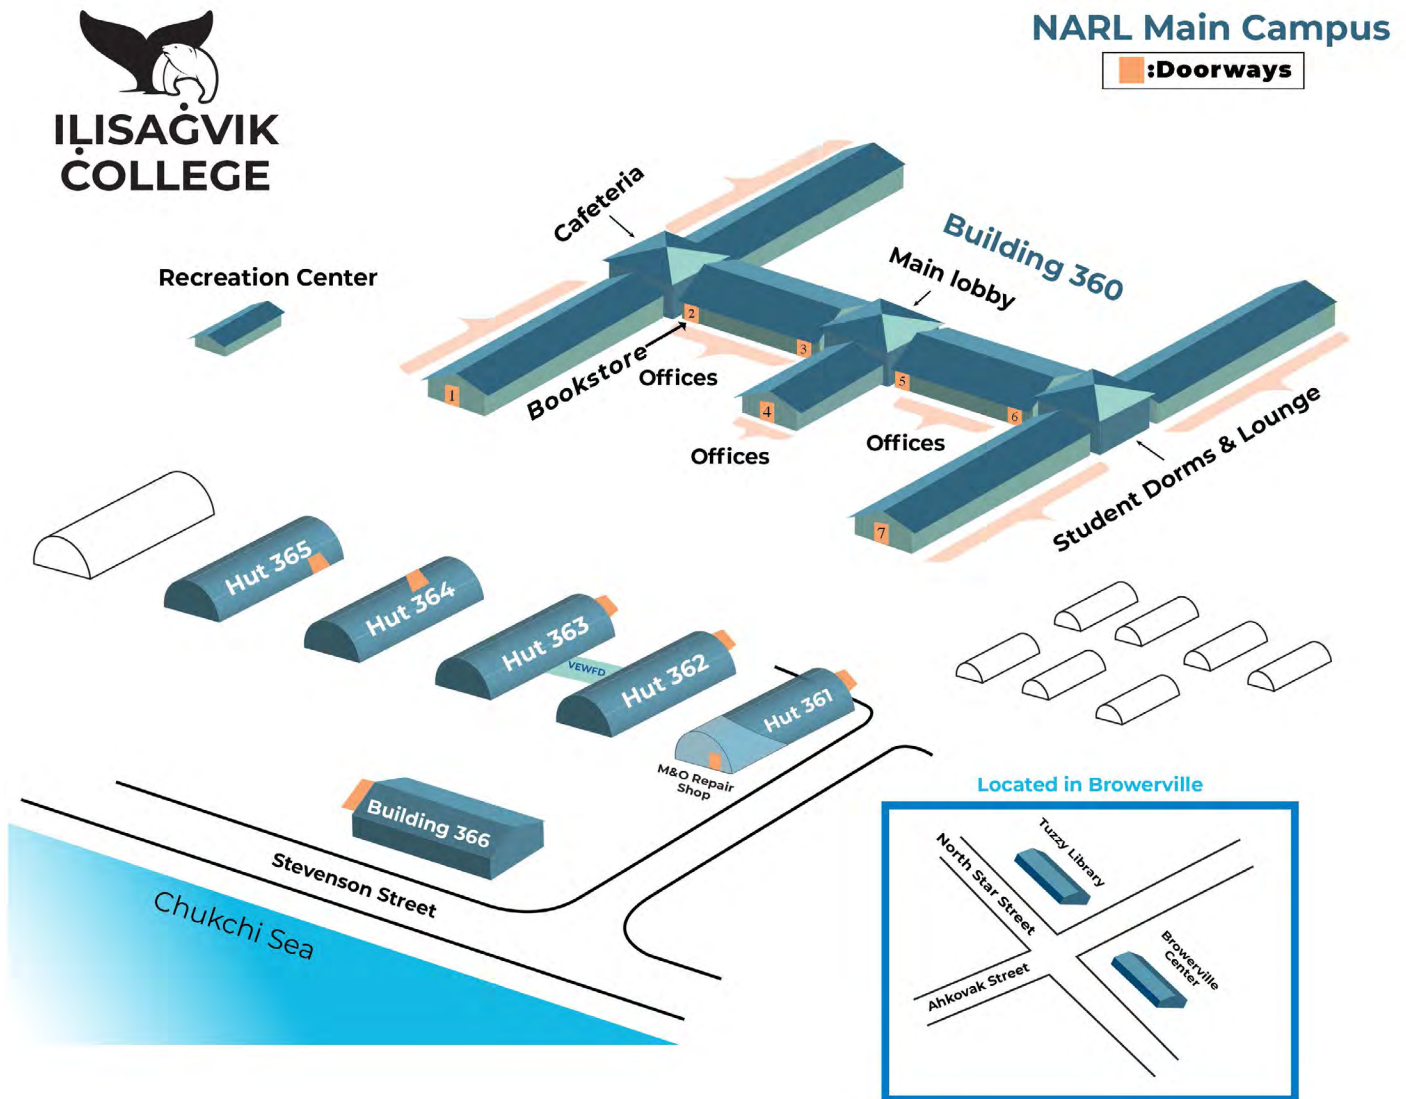 IḶISAĠVIK
COLLEGE
NARL Main Campus
:Doorways
Cafeteria
Building 360
Main lobby
Recreation Center
Bookstore
Offices
Offices
Offices
Student Dorms & Lounge
1
2
3
4
5
6
7
Hut 365
Hut 364
Hut 363
VEWFD
Hut 362
Hut 361
M&O Repair
Shop
Building 366
Stevenson Street
Chukchi Sea
Located in Browerville
Tuzzy Library
North Star Street
Browerville
Center
Ahkovak Street